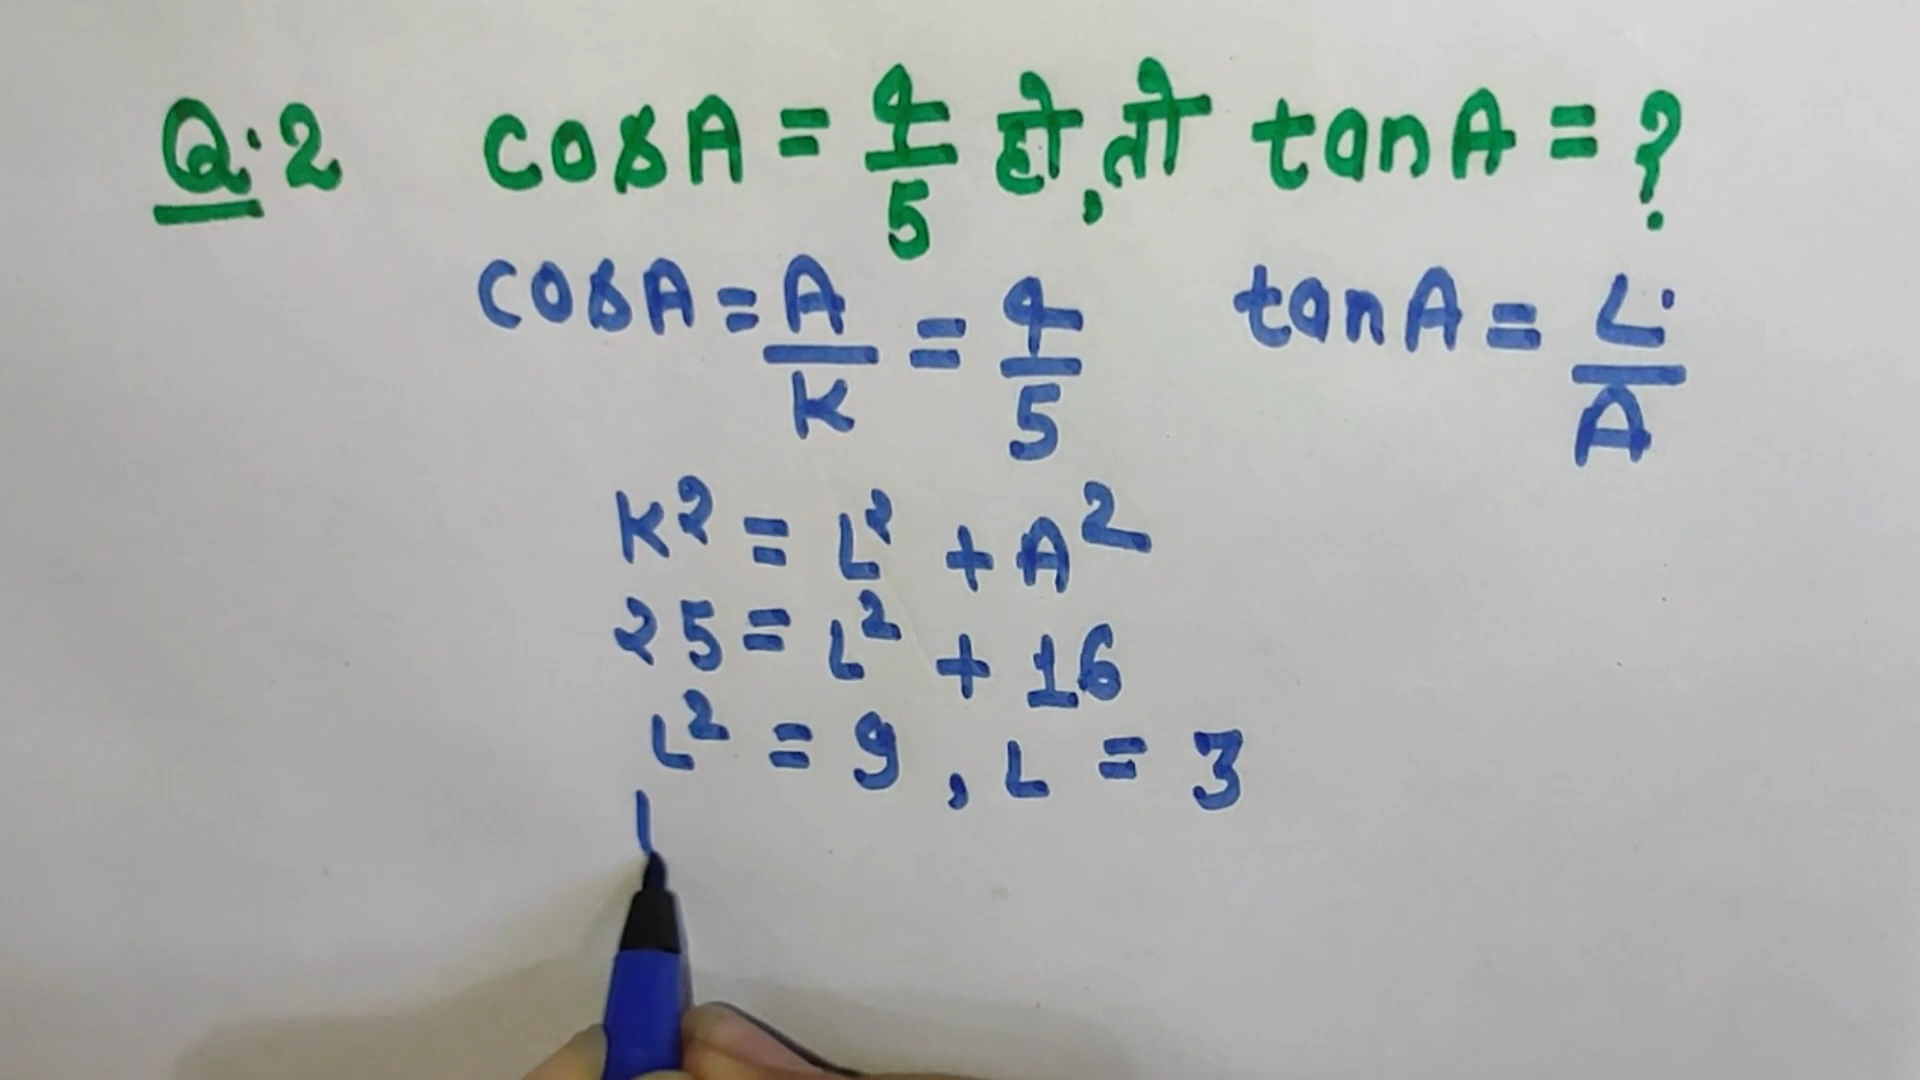 Q.2 cosA = 4/5 हो, तो tanA = ?
cosA = A/K = 4/5 tanA = L/A
K² = L² + A²
25 = L² + 16
L² = 9, L = 3